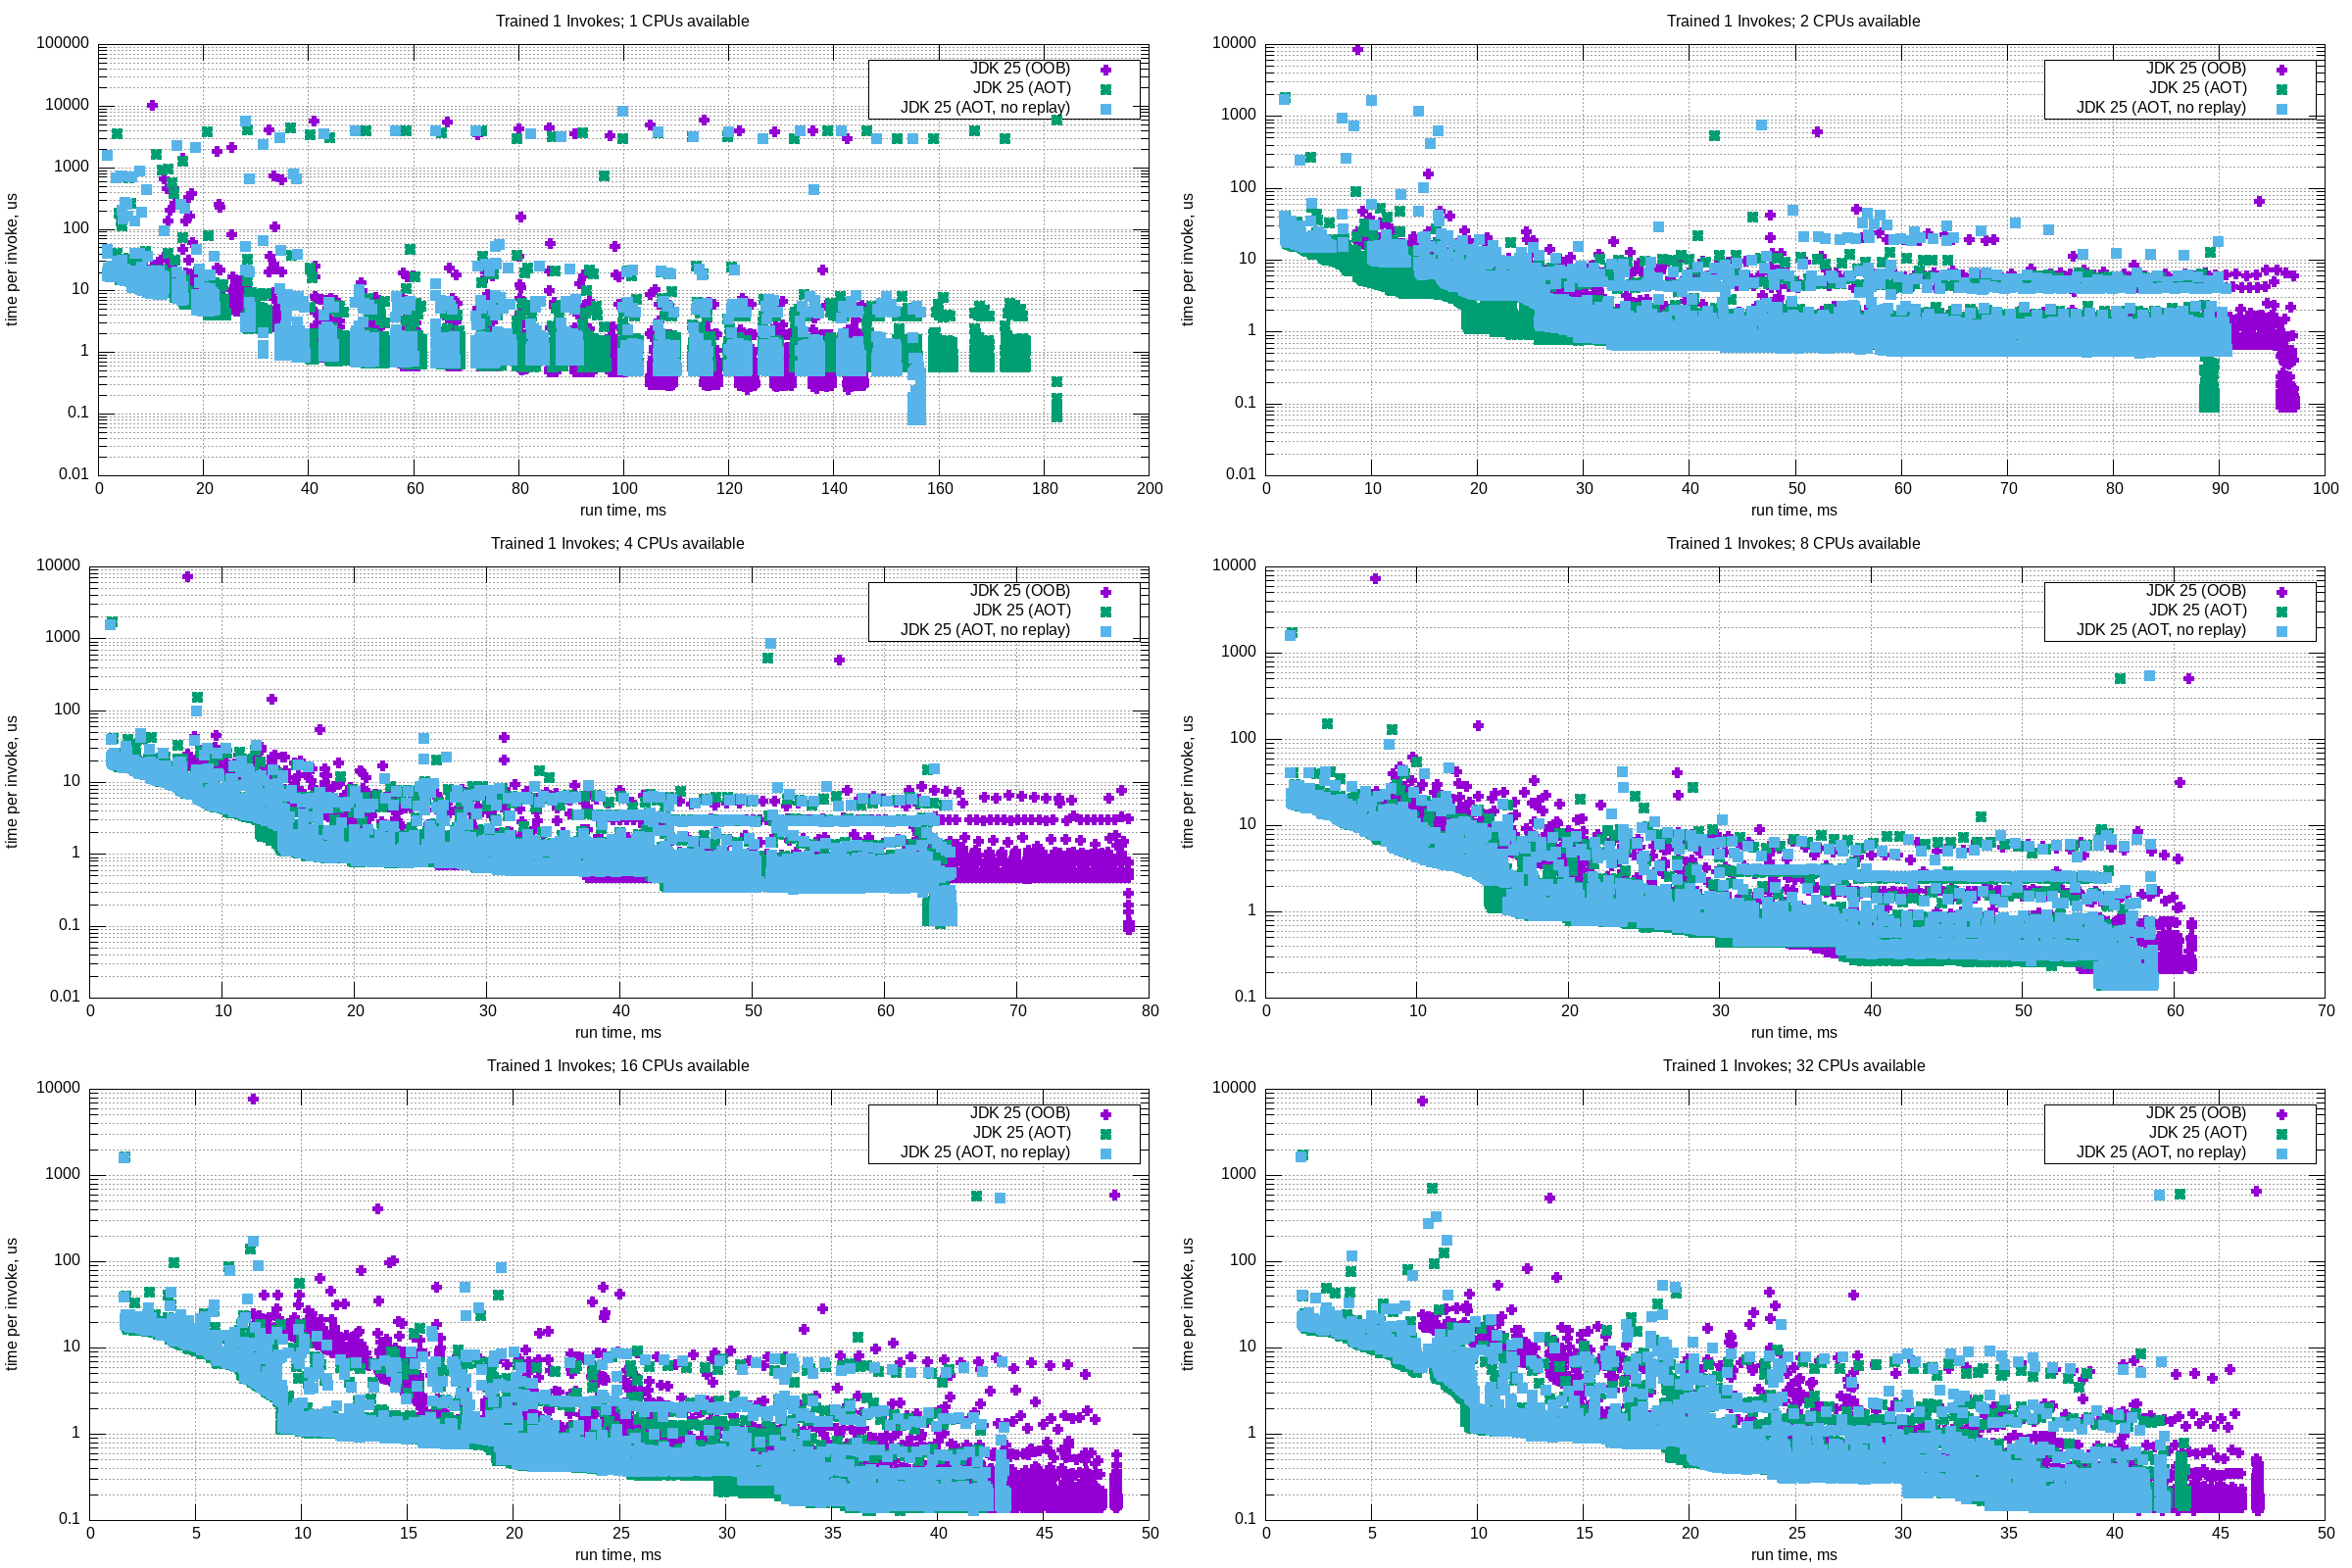 Trained 1 Invokes; 1 CPUs available
time per invoke, us
100000
10000
1000
100
10
1
0.1
0.01
JDK 25 (OOB)
JDK 25 (AOT)
JDK 25 (AOT, no replay)
0 20 40 60 80 100 120 140 160 180 200
run time, ms
Trained 1 Invokes; 2 CPUs available
time per invoke, us
10000
1000
100
10
1
0.1
0.01
JDK 25 (OOB)
JDK 25 (AOT)
JDK 25 (AOT, no replay)
0 10 20 30 40 50 60 70 80 90 100
run time, ms
Trained 1 Invokes; 4 CPUs available
time per invoke, us
10000
1000
100
10
1
0.1
0.01
JDK 25 (OOB)
JDK 25 (AOT)
JDK 25 (AOT, no replay)
0 10 20 30 40 50 60 70 80
run time, ms
Trained 1 Invokes; 8 CPUs available
time per invoke, us
10000
1000
100
10
1
0.1
JDK 25 (OOB)
JDK 25 (AOT)
JDK 25 (AOT, no replay)
0 10 20 30 40 50 60 70
run time, ms
Trained 1 Invokes; 16 CPUs available
time per invoke, us
10000
1000
100
10
1
0.1
JDK 25 (OOB)
JDK 25 (AOT)
JDK 25 (AOT, no replay)
0 5 10 15 20 25 30 35 40 45 50
run time, ms
Trained 1 Invokes; 32 CPUs available
time per invoke, us
10000
1000
100
10
1
0.1
JDK 25 (OOB)
JDK 25 (AOT)
JDK 25 (AOT, no replay)
0 5 10 15 20 25 30 35 40 45 50
run time, ms